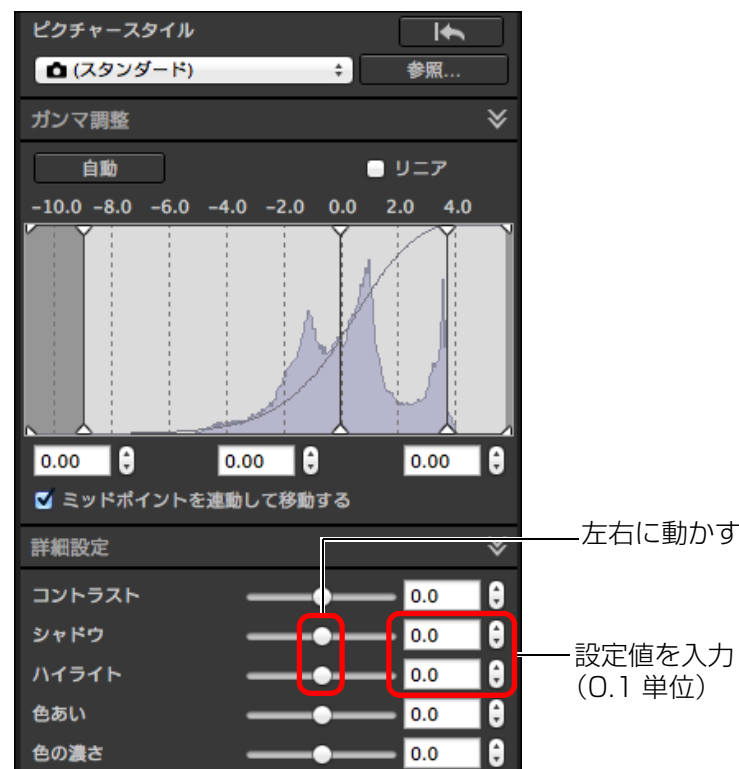 ピクチャースタイル
(スタンダード)
参照...
ガンマ調整
自動
リニア
-10.0 -8.0 -6.0 -4.0 -2.0 0.0 2.0 4.0
0.00 0.00 0.00
ミッドポイントを連動して移動する
詳細設定
左右に動かす
コントラスト 0.0
シャドウ 0.0
ハイライト 0.0
設定値を入力
（0.1 単位）
色あい 0.0
色の濃さ 0.0